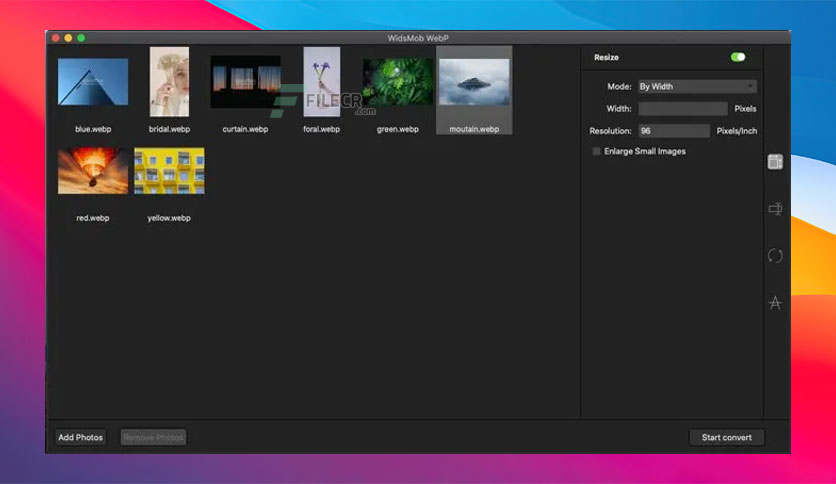 WidsMob WebP
blue.webp
bridal.webp
curtain.webp
foral.webp
green.webp
moutain.webp
FILECR
.com
red.webp
yellow.webp
Resize
Mode: By Width
Width: Pixels
Resolution: 96 Pixels/Inch
Enlarge Small Images
Add Photos
Remove Photos
Start convert